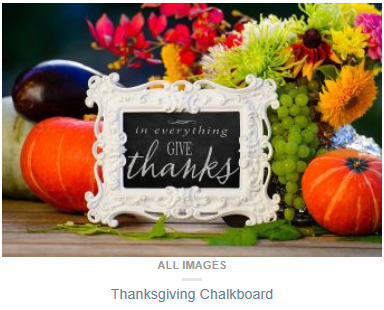 in everything
GIVE
thanks
ALL IMAGES
Thanksgiving Chalkboard